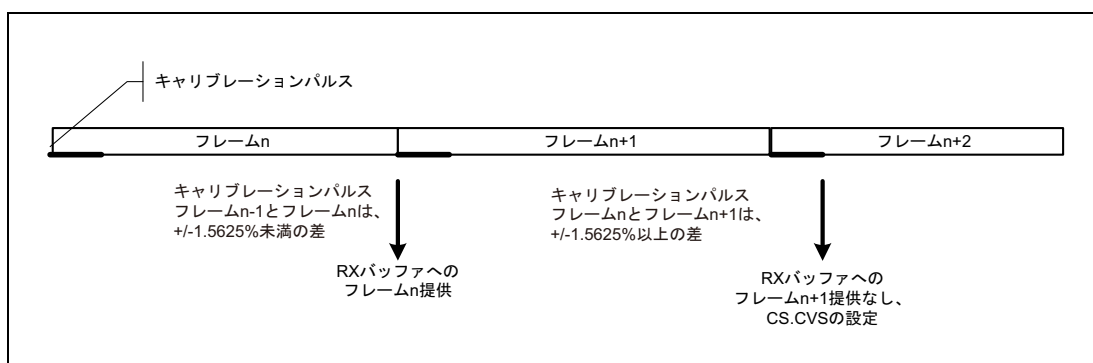 キャリブレーションパルス
フレームn
フレームn+1
フレームn+2
キャリブレーションパルス
フレームn-1とフレームnは、
+/-1.5625%未満の差
キャリブレーションパルス
フレームnとフレームn+1は、
+/-1.5625%以上の差
RXバッファへの
フレームn提供
RXバッファへの
フレームn+1提供なし、
CS.CVSの設定